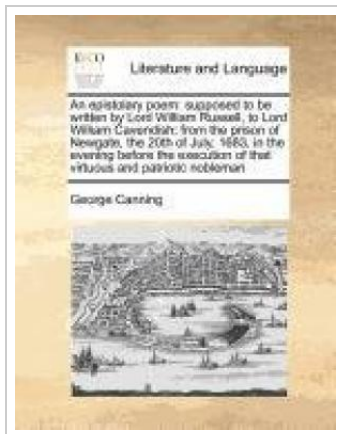 ECCO
Literature and Language
An epistolary poem: supposed to be
written by Lord William Russell, to Lord
William Cavendish: from the prison of
Newgate, the 20th of July, 1683, in the
evening before the execution of that
virtuous and patriotic nobleman
George Canning